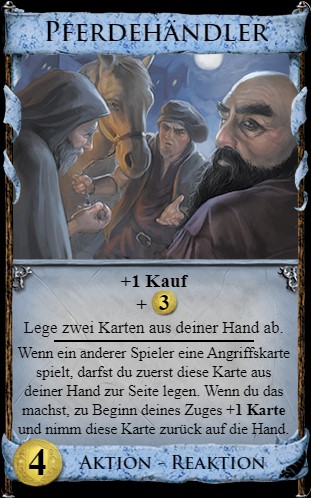 PFERDEHÄNDLER
+1 Kauf
+ 3
Lege zwei Karten aus deiner Hand ab.
Wenn ein anderer Spieler eine Angriffskarte
spielt, darfst du zuerst diese Karte aus
deiner Hand zur Seite legen. Wenn du das
machst, zu Beginn deines Zuges +1 Karte
und nimm diese Karte zurück auf die Hand.
4 AKTION – REAKTION